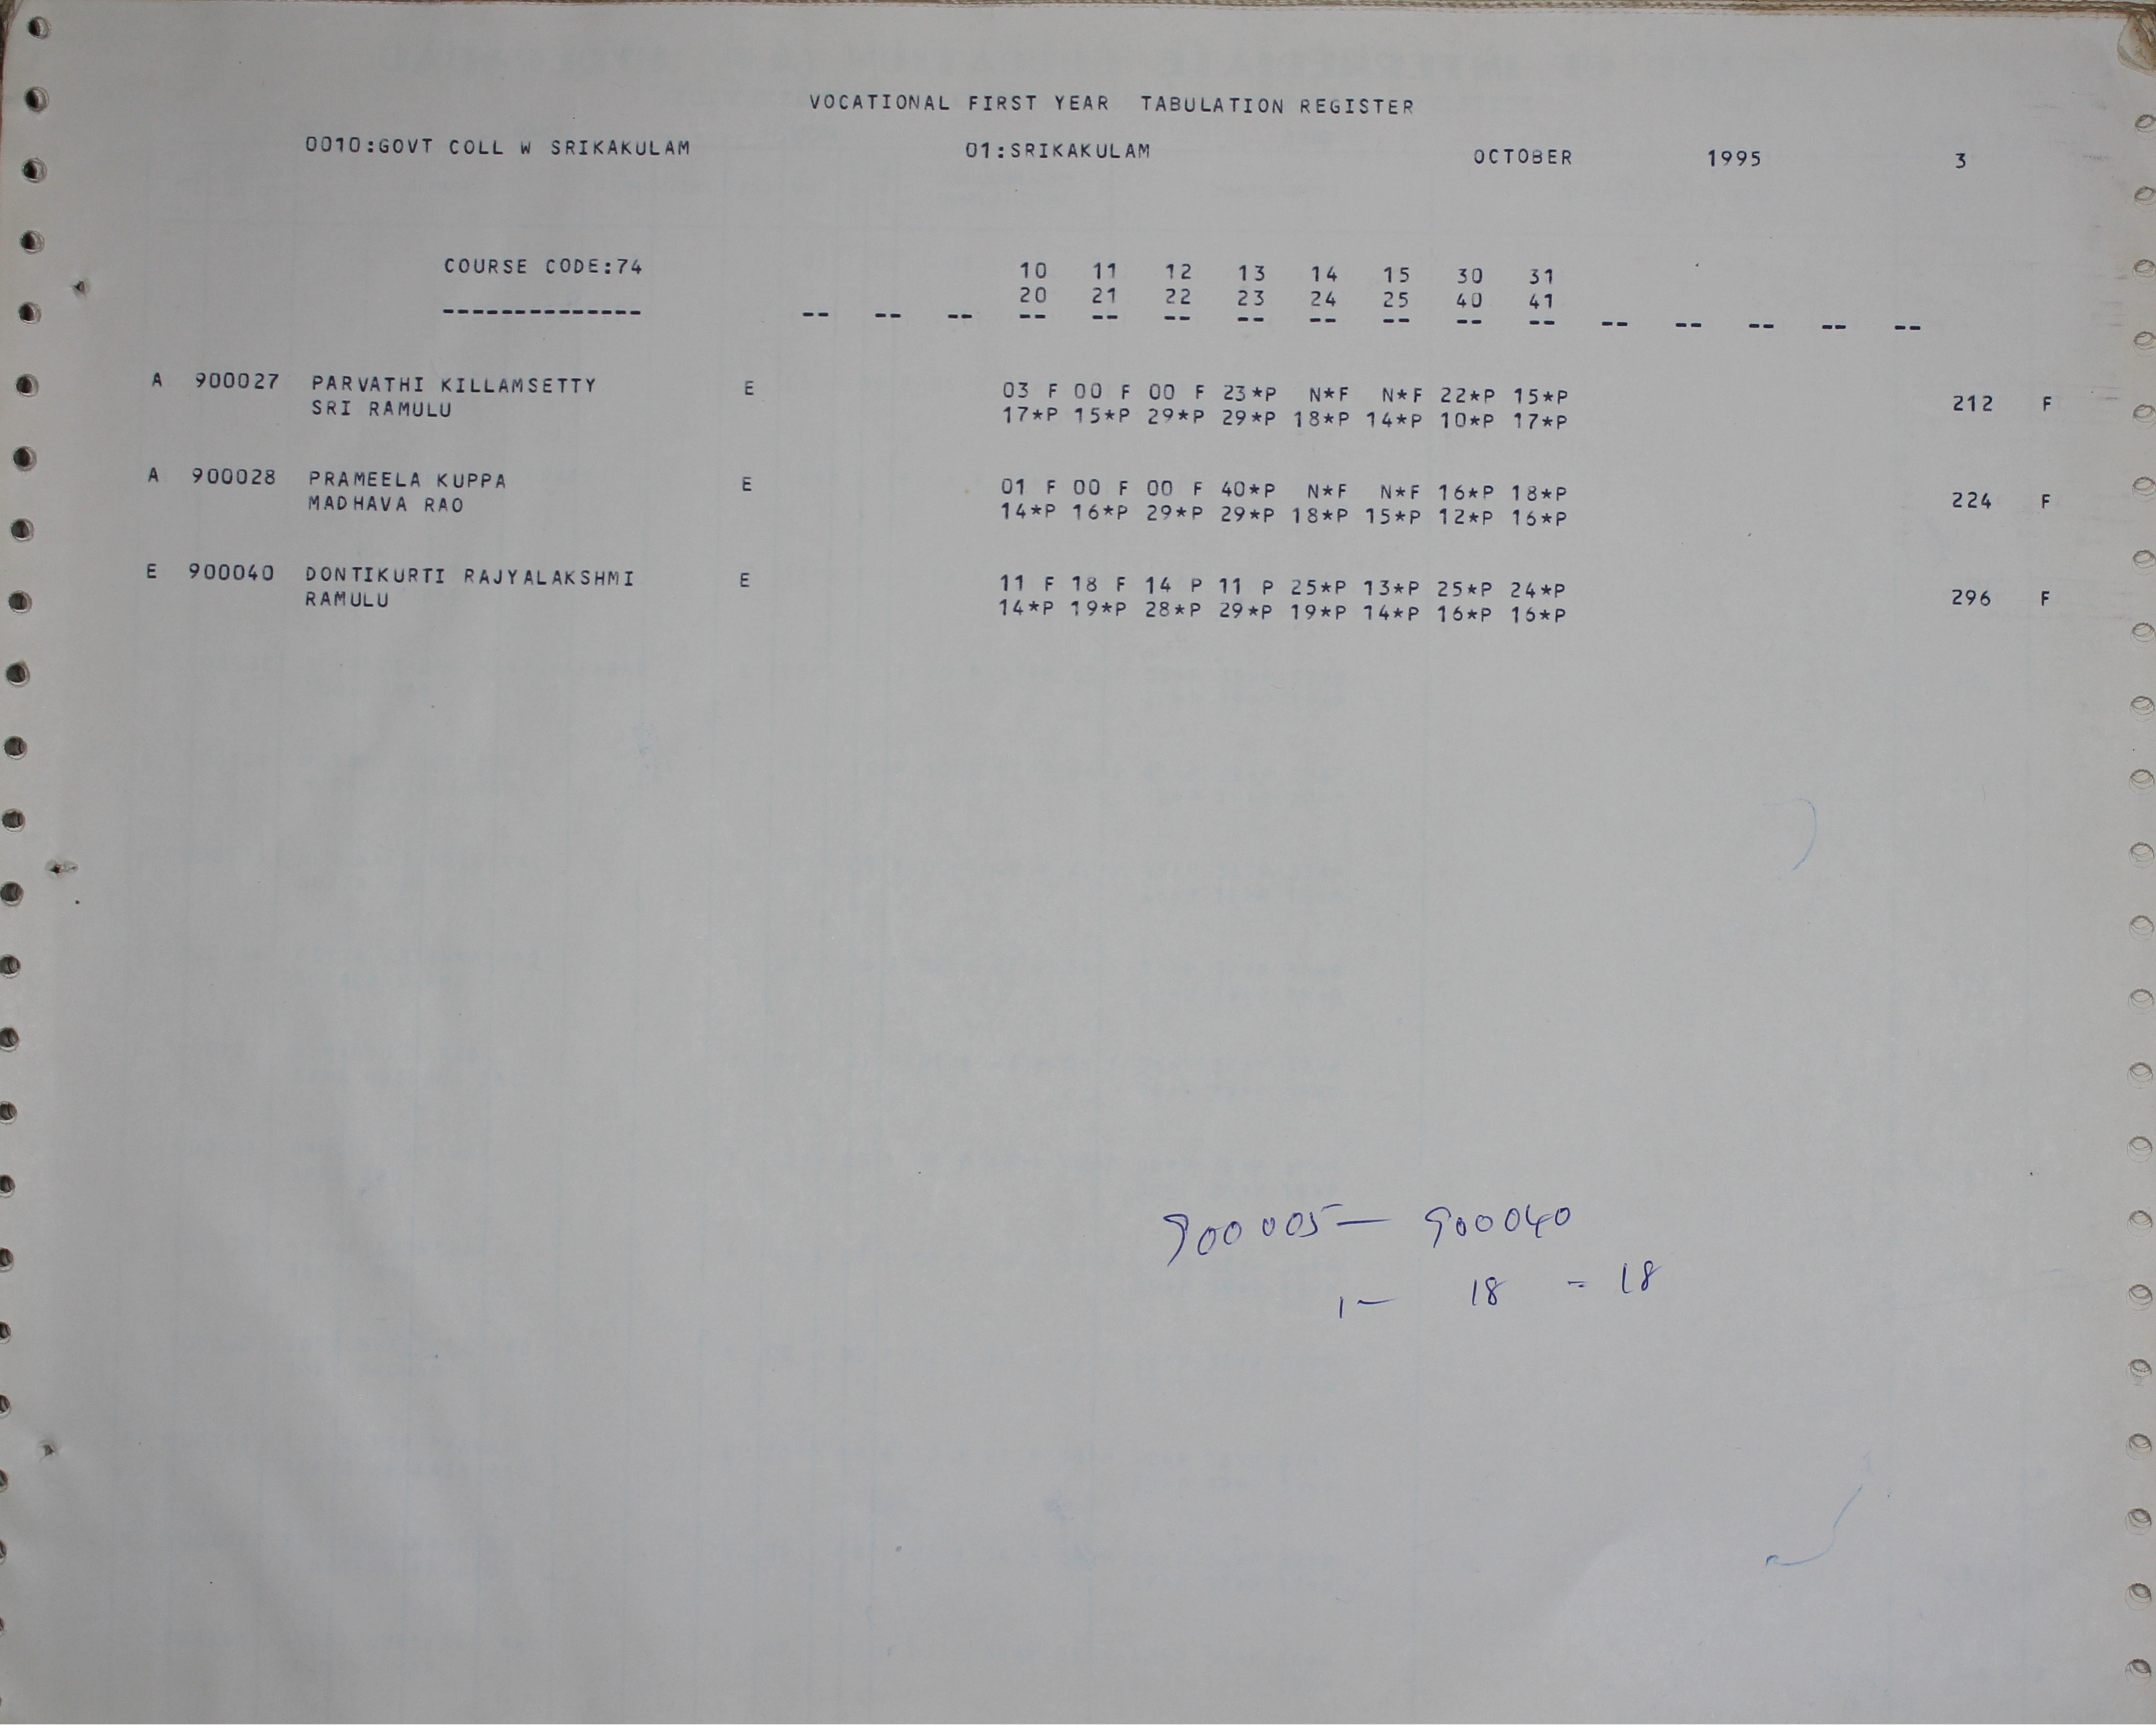 VOCATIONAL FIRST YEAR TABULATION REGISTER
0010:GOVT COLL W SRIKAKULAM 01:SRIKAKULAM OCTOBER 1995 3
COURSE CODE:74 10 11 12 13 14 15 30 31
20 21 22 23 24 25 40 41
-------------- -- -- -- -- -- -- -- -- -- -- -- -- -- -- -- --
A 900027 PARVATHI KILLAMSETTY E 03 F 00 F 00 F 23*P N*F N*F 22*P 15*P 212 F
SRI RAMULU 17*P 15*P 29*P 29*P 18*P 14*P 10*P 17*P
A 900028 PRAMEELA KUPPA E 01 F 00 F 00 F 40*P N*F N*F 16*P 18*P 224 F
MADHAVA RAO 14*P 16*P 29*P 29*P 18*P 15*P 12*P 16*P
E 900040 DONTIKURTI RAJYALAKSHMI E 11 F 18 F 14 P 11 P 25*P 13*P 25*P 24*P 296 F
RAMULU 14*P 19*P 28*P 29*P 19*P 14*P 16*P 16*P
900005 — 900040
1 — 18 = 18